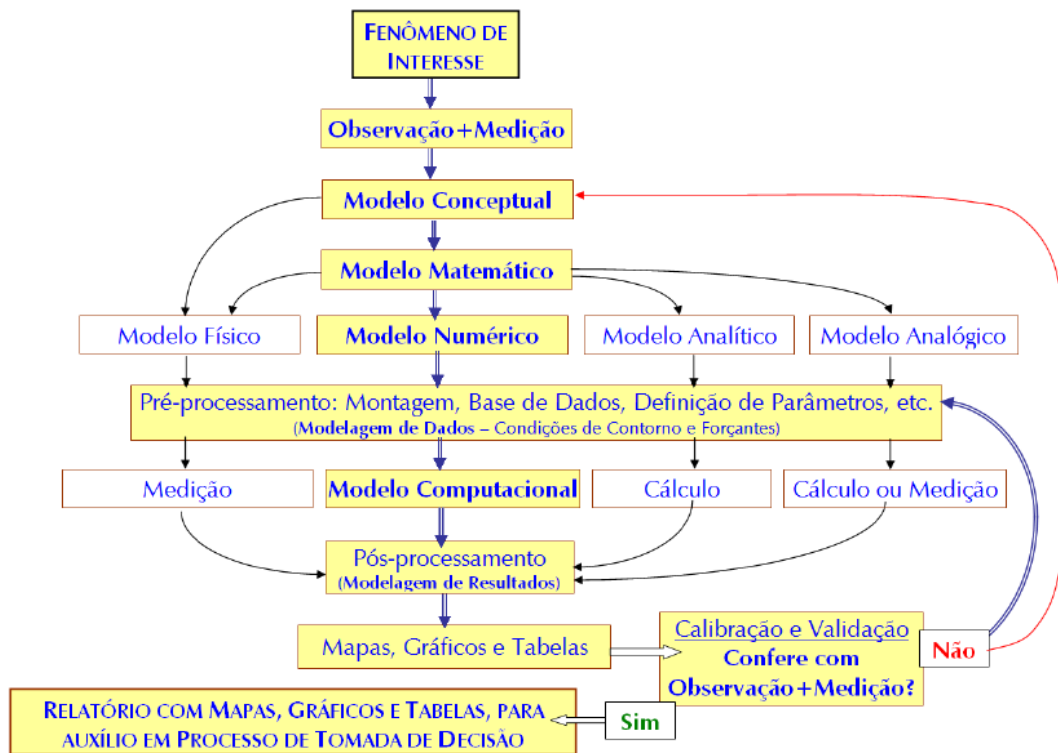 FENÔMENO DE
INTERESSE
Observação+Medição
Modelo Conceptual
Modelo Matemático
Modelo Físico
Modelo Numérico
Modelo Analítico
Modelo Analógico
Pré-processamento: Montagem, Base de Dados, Definição de Parâmetros, etc.
(Modelagem de Dados – Condições de Contorno e Forçantes)
Medição
Modelo Computacional
Cálculo
Cálculo ou Medição
Pós-processamento
(Modelagem de Resultados)
Mapas, Gráficos e Tabelas
Calibração e Validação
Confere com
Observação+Medição?
Não
Sim
RELATÓRIO COM MAPAS, GRÁFICOS E TABELAS, PARA
AUXÍLIO EM PROCESSO DE TOMADA DE DECISÃO